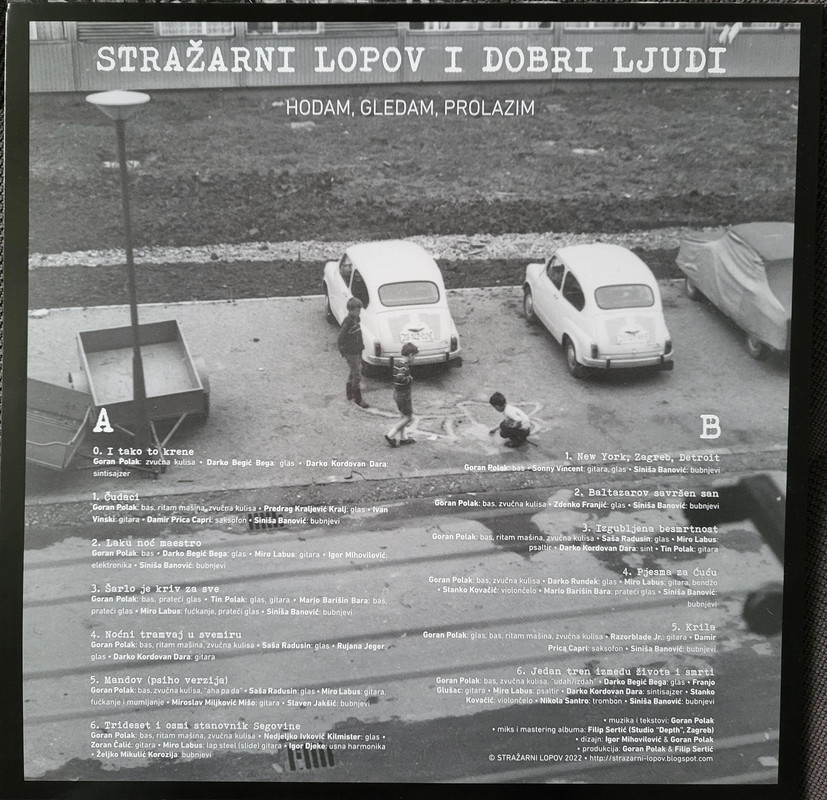 STRAŽARNI LOPOV I DOBRI LJUDI
HODAM, GLEDAM, PROLAZIM
A
0. I tako to krene
Goran Polak: zvučna kulisa • Darko Begić Bega: glas • Darko Kordovan Dara:
sintisajzer
1. Čudaci
Goran Polak: bas, ritam mašina, zvučna kulisa • Predrag Kraljević Kralj: glas • Ivan
Vinski: gitara • Damir Prica Capri: saksofon • Siniša Banović: bubnjevi
2. Laku noć maestro
Goran Polak: bas • Darko Begić Bega: glas • Miro Labus: gitara • Igor Mihovilović:
elektronika • Siniša Banović: bubnjevi
3. Šarlo je kriv za sve
Goran Polak: bas, prateći glas • Tin Polak: glas, gitara • Mario Barišin Bara: bas,
prateći glas • Miro Labus: fućkanje, prateći glas • Siniša Banović: bubnjevi
4. Noćni tramvaj u svemiru
Goran Polak: bas, ritam mašina, zvučna kulisa • Saša Radusin: glas • Rujana Jeger:
glas • Darko Kordovan Dara: gitara
5. Mandov (psiho verzija)
Goran Polak: bas, zvučna kulisa, "aha pa da" • Saša Radusin: glas • Miro Labus: gitara,
fućkanje i mumljanje • Miroslav Miljković Mišo: gitara • Slaven Jakšić: bubnjevi
6. Trideset i osmi stanovnik Segovine
Goran Polak: bas, ritam mašina, zvučna kulisa • Nedjeljko Ivković Kilmister: glas •
Zoran Čalić: gitara • Miro Labus: lap steel (slide) gitara • Igor Djeke: usna harmonika
• Željko Mikulić Korozija: bubnjevi
B
1. New York, Zagreb, Detroit
Goran Polak: bas • Sonny Vincent: gitara, glas • Siniša Banović: bubnjevi
2. Baltazarov savršen san
Goran Polak: bas, zvučna kulisa • Zdenko Franjić: glas • Siniša Banović: bubnjevi
3. Izgubljena besmrtnost
Goran Polak: bas, ritam mašina, zvučna kulisa • Saša Radusin: glas • Miro Labus:
psaltir • Darko Kordovan Dara: sint • Tin Polak: gitara
4. Pjesma za Ćuću
Goran Polak: bas, zvučna kulisa • Darko Rundek: glas • Miro Labus: gitara, bendžo
• Stanko Kovačić: violončelo • Mario Barišin Bara: prateći glas • Siniša Banović:
bubnjevi
5. Krila
Goran Polak: glas, bas, ritam mašina, zvučna kulisa • Razorblade Jr.: gitara • Damir
Prica Capri: saksofon • Siniša Banović: bubnjevi
6. Jedan tren između života i smrti
Goran Polak: bas, zvučna kulisa, "udah/izdah" • Darko Begić Bega: glas • Franjo
Glušac: gitara • Miro Labus: psaltir • Darko Kordovan Dara: sintisajzer • Stanko
Kovačić: violončelo • Nikola Santro: trombon • Siniša Banović: bubnjevi
• muzika i tekstovi: Goran Polak
• miks i mastering albuma: Filip Sertić (Studio "Depth", Zagreb)
• dizajn: Igor Mihovilović & Goran Polak
• produkcija: Goran Polak & Filip Sertić
© STRAŽARNI LOPOV 2022 • http://strazarni-lopov.blogspot.com